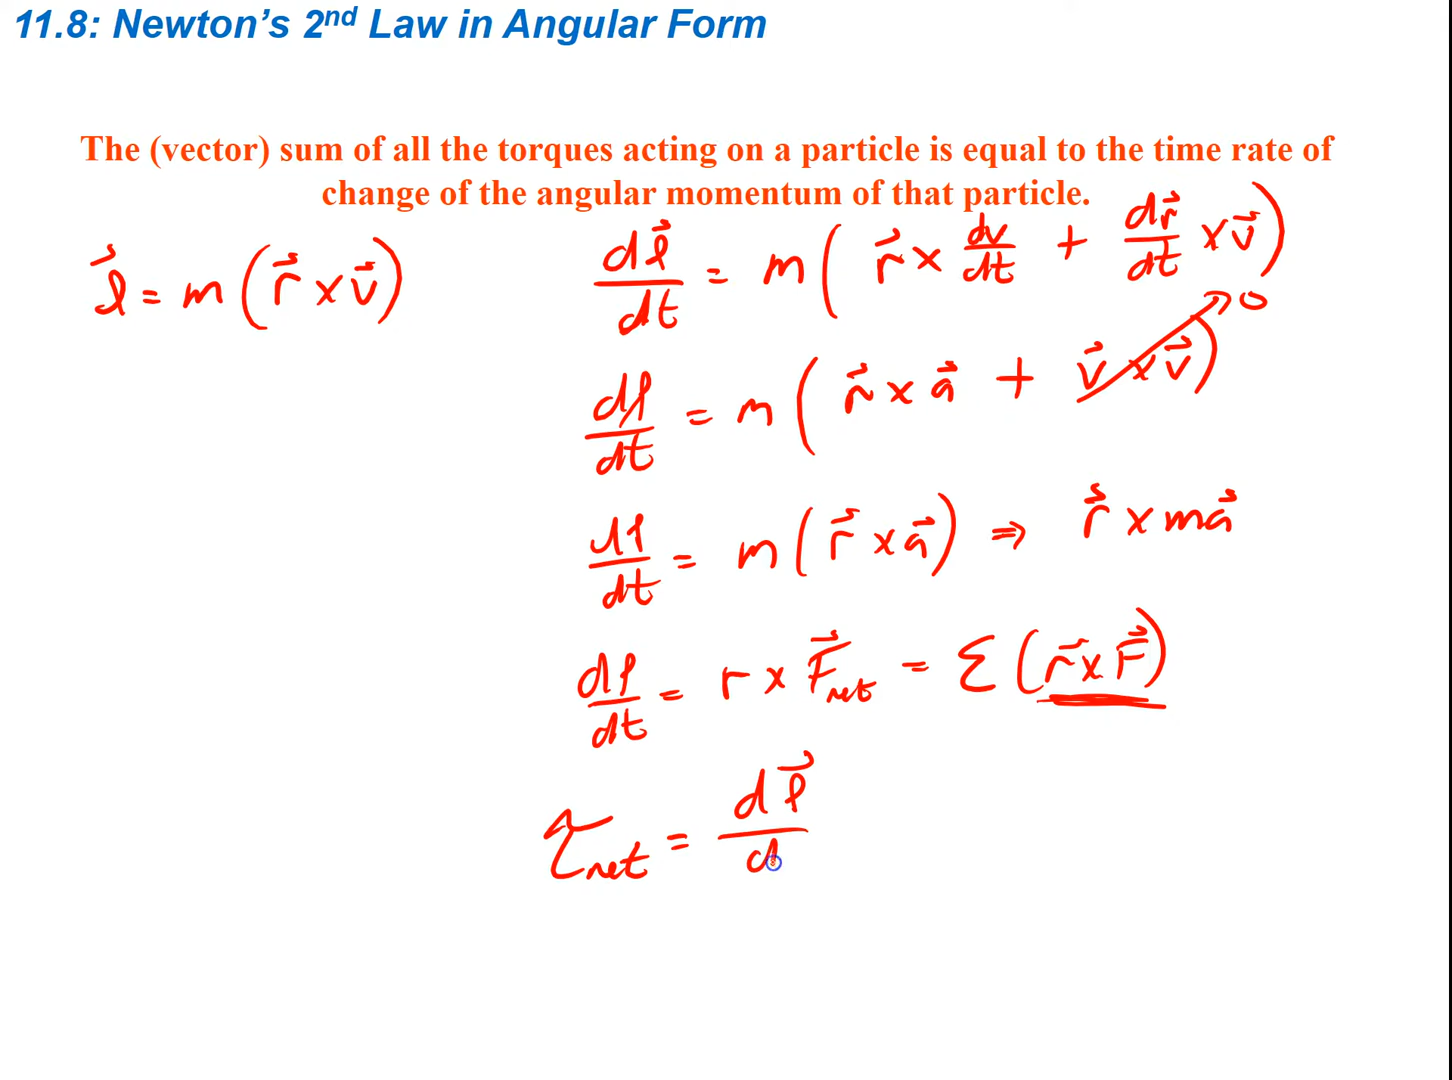 11.8: Newton's 2nd Law in Angular Form
The (vector) sum of all the torques acting on a particle is equal to the time rate of
change of the angular momentum of that particle.
ℓ⃗ = m(r⃗ × v⃗)
dℓ⃗/dt = m(r⃗ × dv/dt + dr⃗/dt × v⃗)
dℓ/dt = m(r⃗ × a⃗ + v⃗ × v⃗) → 0
dℓ/dt = m(r⃗ × a⃗) ⇒ r⃗ × ma⃗
dℓ/dt = r × F⃗net = Σ(r⃗ × F⃗)
τ⃗net = dℓ⃗/d